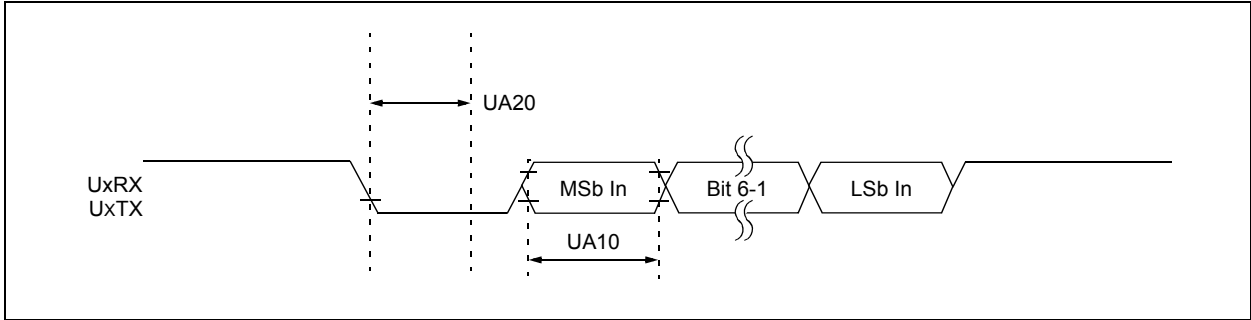 UA20
UxRX
UxTX
MSb In
Bit 6-1
LSb In
UA10